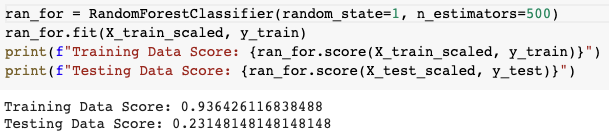 ran_for = RandomForestClassifier(random_state=1, n_estimators=500)
ran_for.fit(X_train_scaled, y_train)
print(f"Training Data Score: {ran_for.score(X_train_scaled, y_train)}")
print(f"Testing Data Score: {ran_for.score(X_test_scaled, y_test)}")
Training Data Score: 0.936426116838488
Testing Data Score: 0.23148148148148148